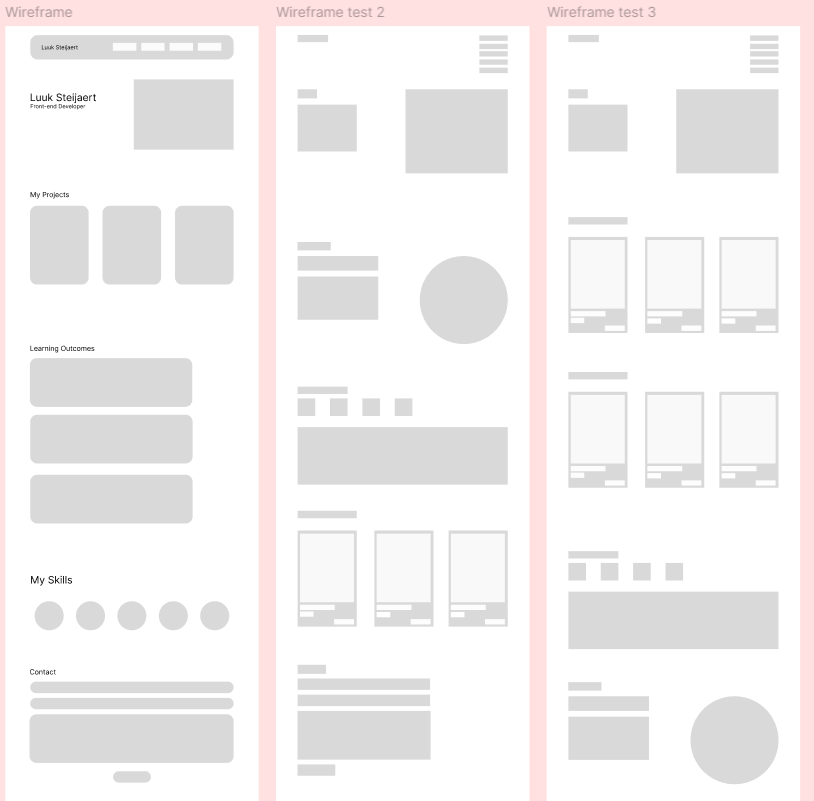 Wireframe
Wireframe test 2
Wireframe test 3
Luuk Steijaert
Luuk Steijaert
Front-end Developer
My Projects
Learning Outcomes
My Skills
Contact